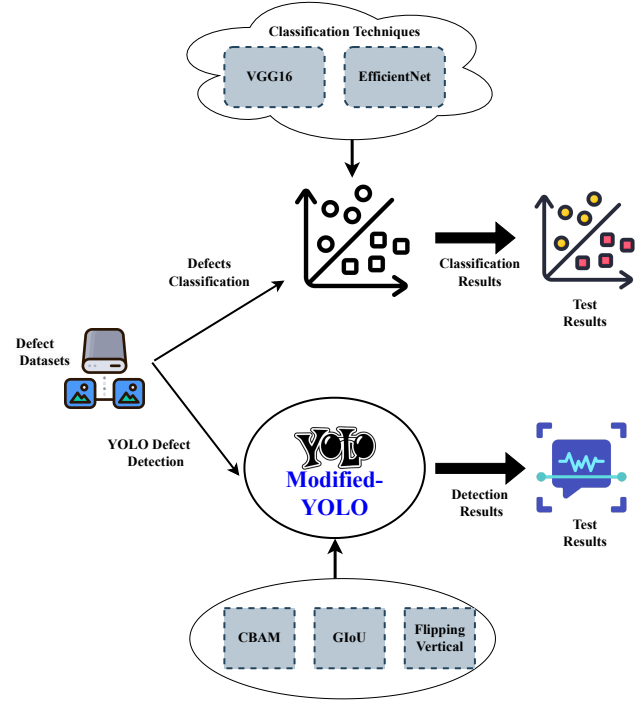 Classification Techniques
VGG16
EfficientNet
Defects
Classification
Classification
Results
Test
Results
Defect
Datasets
YOLO Defect
Detection
YOLO
Modified-
YOLO
Detection
Results
Test
Results
CBAM
GIoU
Flipping
Vertical